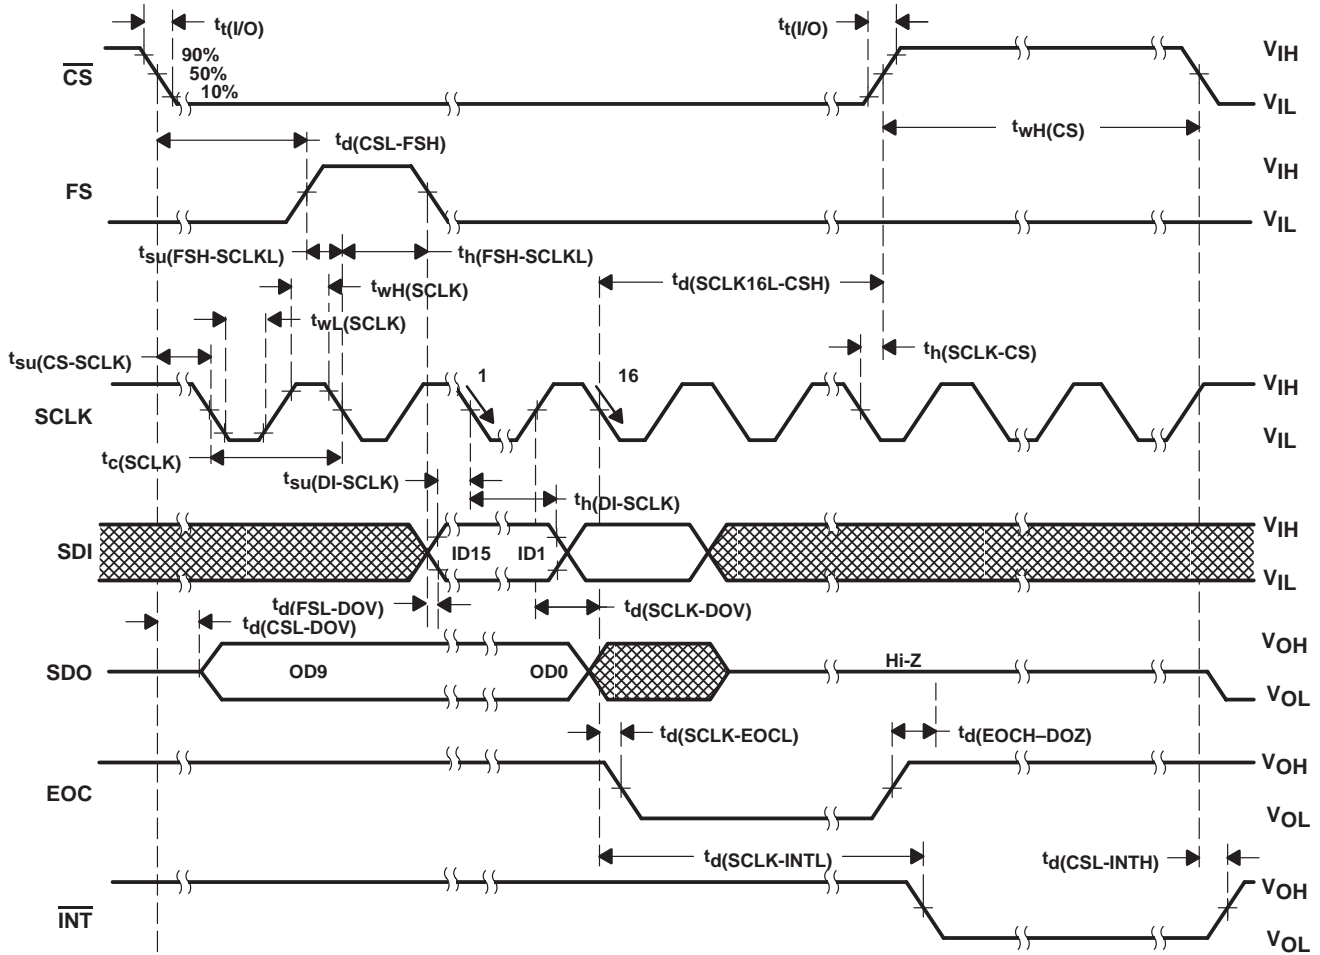 tt(I/O)
tt(I/O)
90%
50%
10%
CS
VIH
VIL
td(CSL-FSH)
twH(CS)
FS
VIH
VIL
tsu(FSH-SCLKL)
th(FSH-SCLKL)
twH(SCLK)
td(SCLK16L-CSH)
twL(SCLK)
tsu(CS-SCLK)
th(SCLK-CS)
1
16
SCLK
VIH
VIL
tc(SCLK)
tsu(DI-SCLK)
th(DI-SCLK)
SDI
ID15
ID1
VIH
VIL
td(FSL-DOV)
td(SCLK-DOV)
td(CSL-DOV)
SDO
OD9
OD0
Hi-Z
VOH
VOL
td(SCLK-EOCL)
td(EOCH–DOZ)
EOC
VOH
VOL
td(SCLK-INTL)
td(CSL-INTH)
INT
VOH
VOL